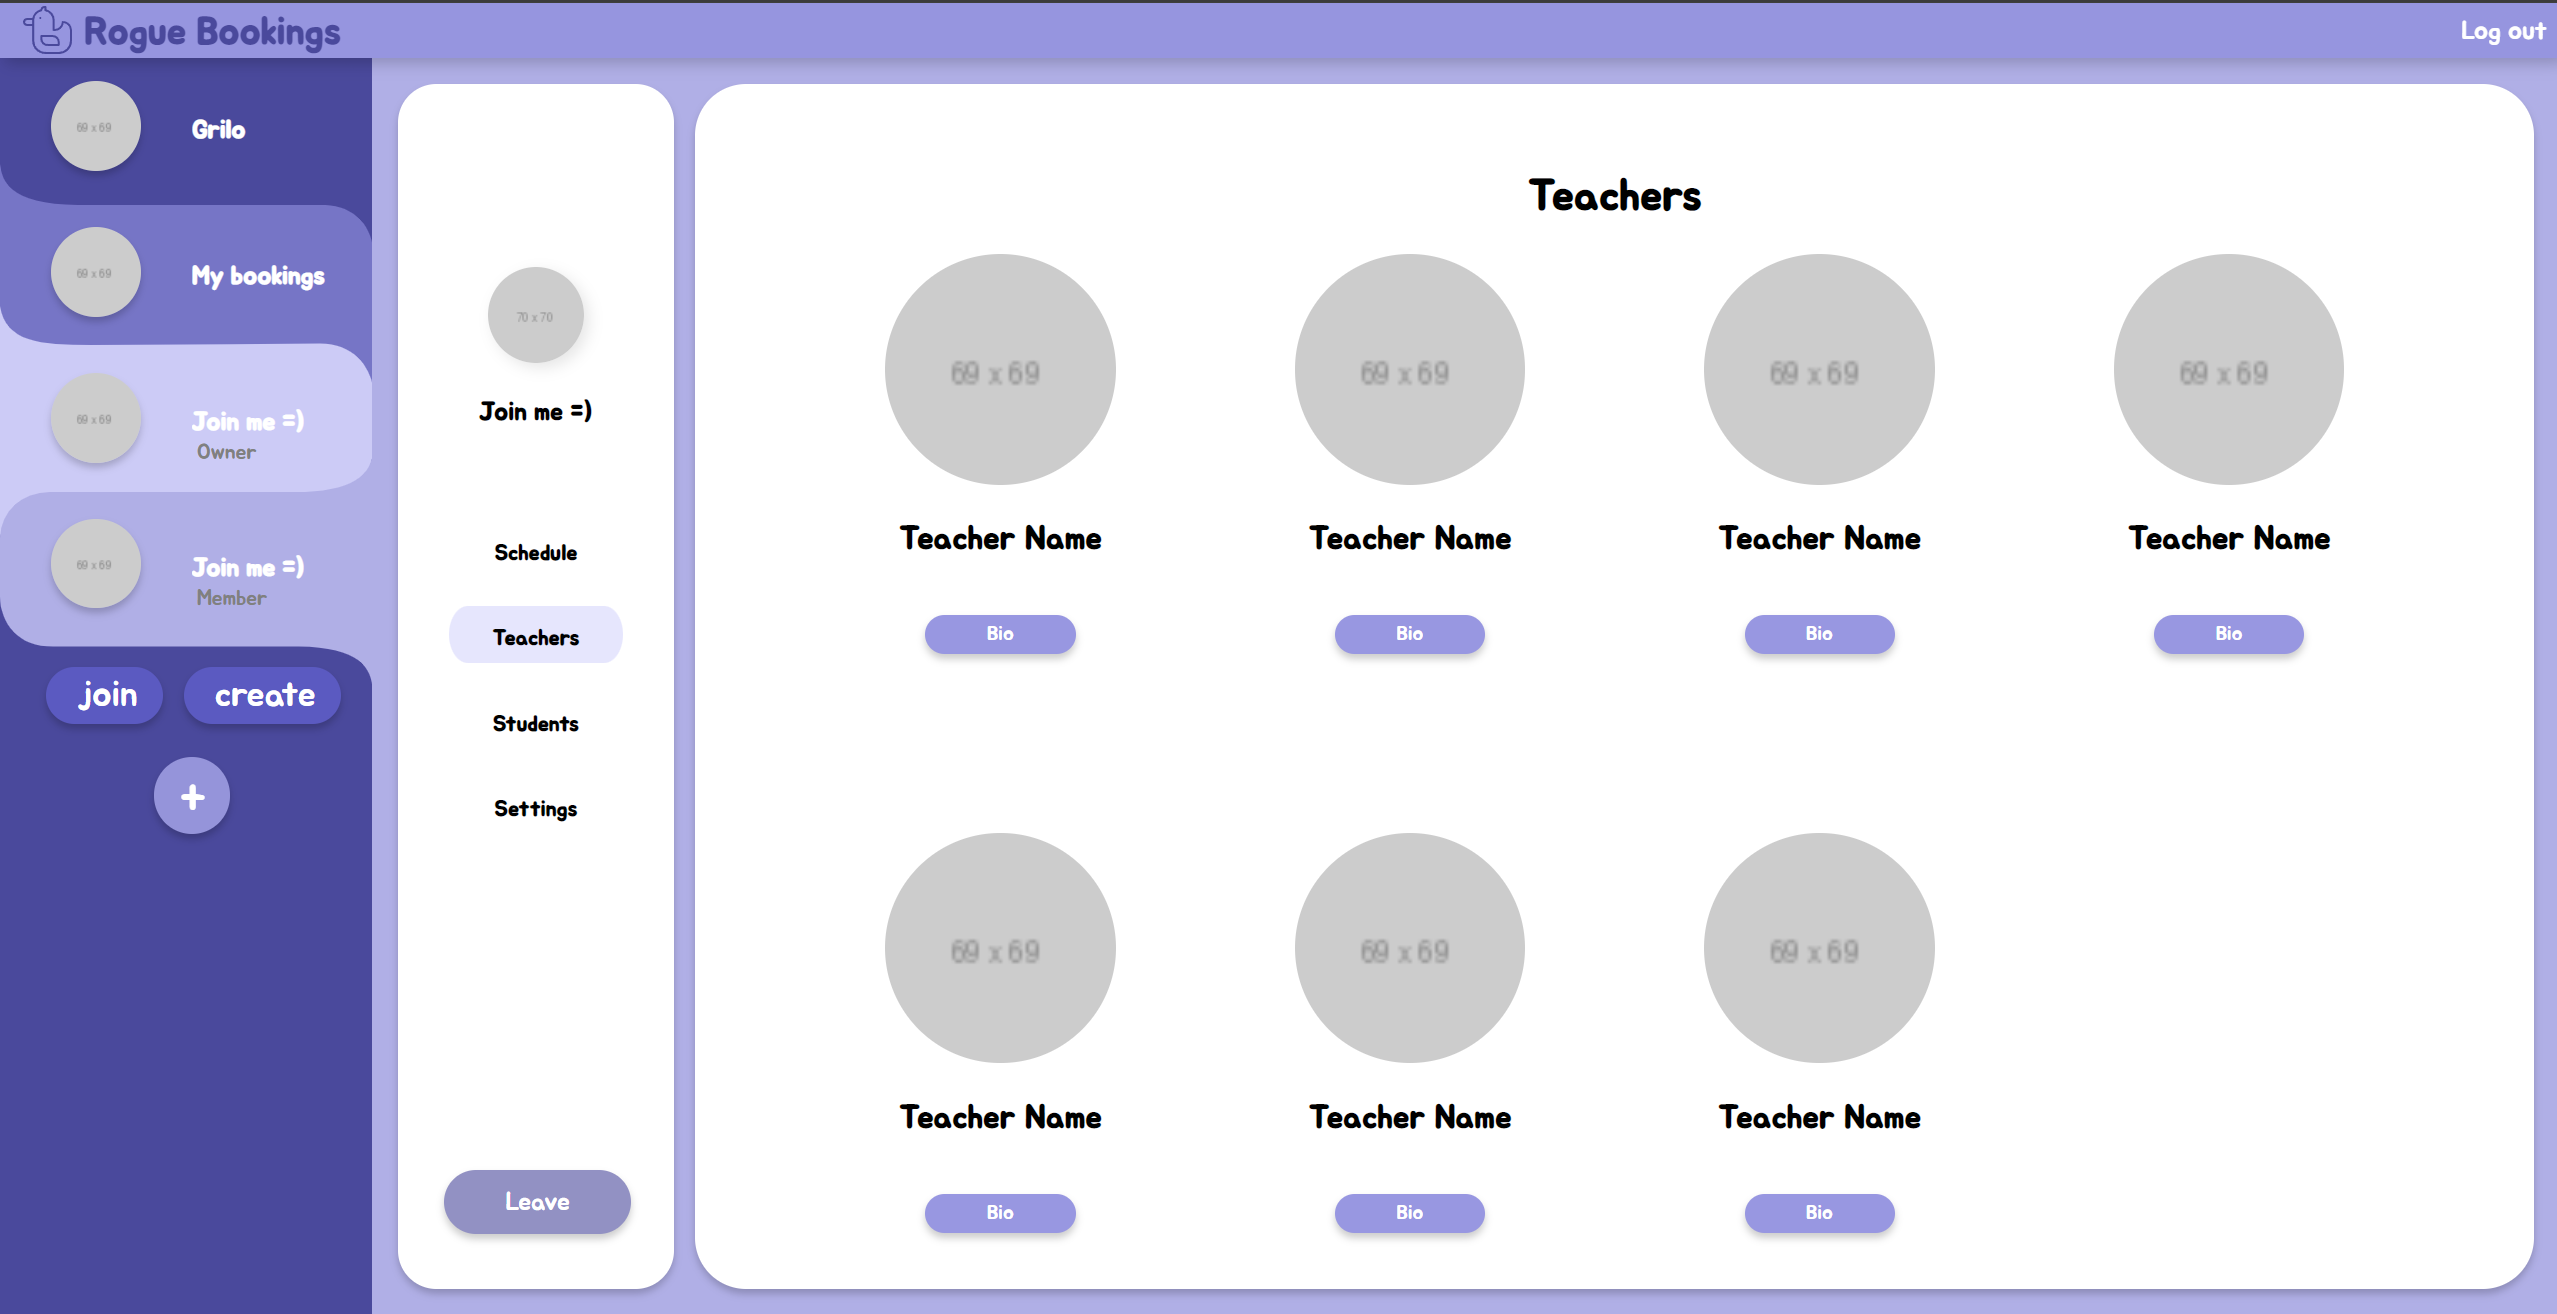 Rogue Bookings
Log out
69 x 69
Grilo
69 x 69
My bookings
69 x 69
Join me =)
Owner
69 x 69
Join me =)
Member
join
create
+
70 x 70
Join me =)
Schedule
Teachers
Students
Settings
Leave
Teachers
69 x 69
69 x 69
69 x 69
69 x 69
Teacher Name
Teacher Name
Teacher Name
Teacher Name
Bio
Bio
Bio
Bio
69 x 69
69 x 69
69 x 69
Teacher Name
Teacher Name
Teacher Name
Bio
Bio
Bio